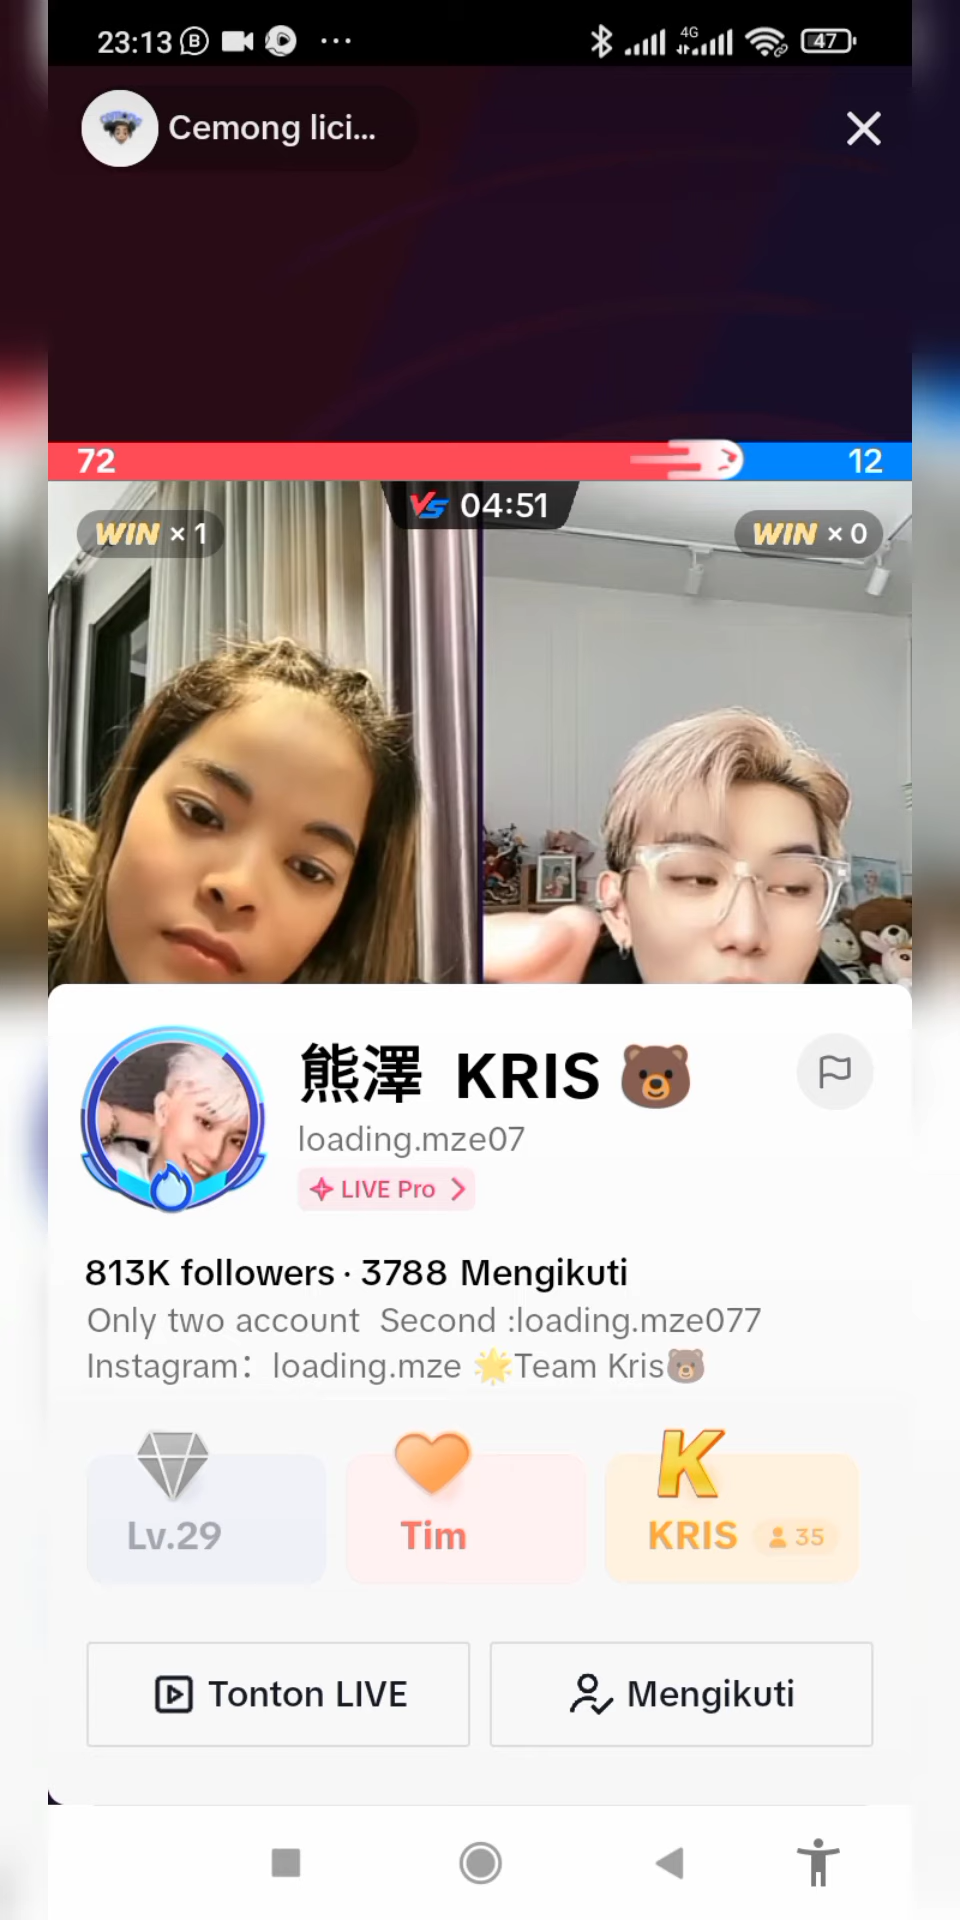 23:13
4G
47
Cemong lici...
72
12
VS 04:51
WIN × 1
WIN × 0
熊澤 KRIS
loading.mze07
LIVE Pro
813K followers · 3788 Mengikuti
Only two account Second :loading.mze077
Instagram： loading.mze 🌟Team Kris🐻
Lv.29
Tim
K
KRIS 35
Tonton LIVE
Mengikuti